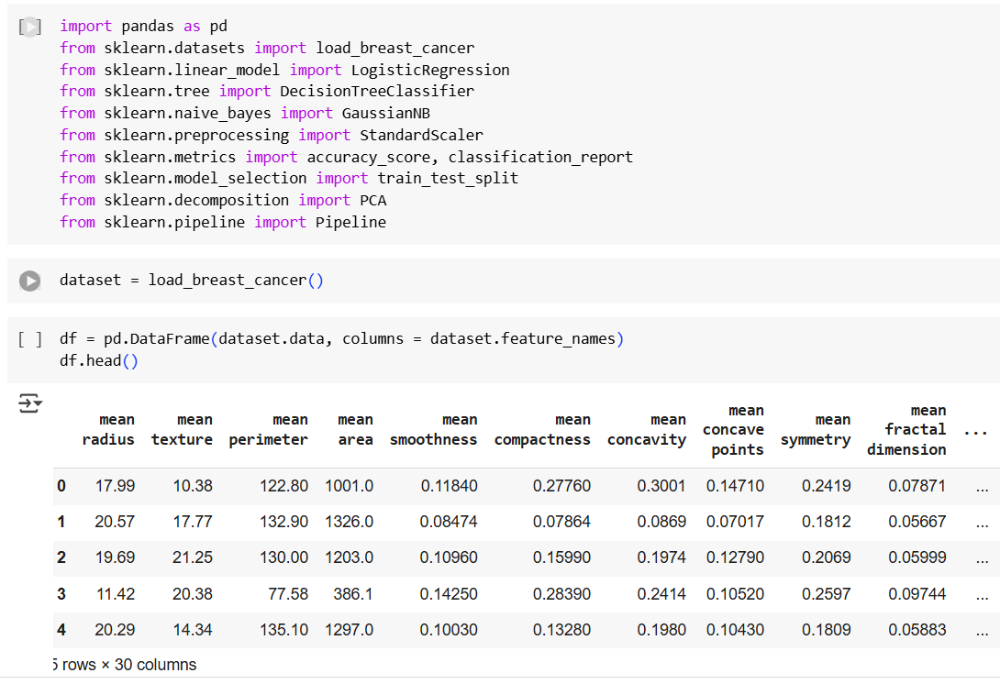 [ ] import pandas as pd
from sklearn.datasets import load_breast_cancer
from sklearn.linear_model import LogisticRegression
from sklearn.tree import DecisionTreeClassifier
from sklearn.naive_bayes import GaussianNB
from sklearn.preprocessing import StandardScaler
from sklearn.metrics import accuracy_score, classification_report
from sklearn.model_selection import train_test_split
from sklearn.decomposition import PCA
from sklearn.pipeline import Pipeline
dataset = load_breast_cancer()
[ ] df = pd.DataFrame(dataset.data, columns = dataset.feature_names)
df.head()
mean radius mean texture mean perimeter mean area mean smoothness mean compactness mean concavity mean concave points mean symmetry mean fractal dimension ...
0 17.99 10.38 122.80 1001.0 0.11840 0.27760 0.3001 0.14710 0.2419 0.07871 ...
1 20.57 17.77 132.90 1326.0 0.08474 0.07864 0.0869 0.07017 0.1812 0.05667 ...
2 19.69 21.25 130.00 1203.0 0.10960 0.15990 0.1974 0.12790 0.2069 0.05999 ...
3 11.42 20.38 77.58 386.1 0.14250 0.28390 0.2414 0.10520 0.2597 0.09744 ...
4 20.29 14.34 135.10 1297.0 0.10030 0.13280 0.1980 0.10430 0.1809 0.05883 ...
5 rows × 30 columns